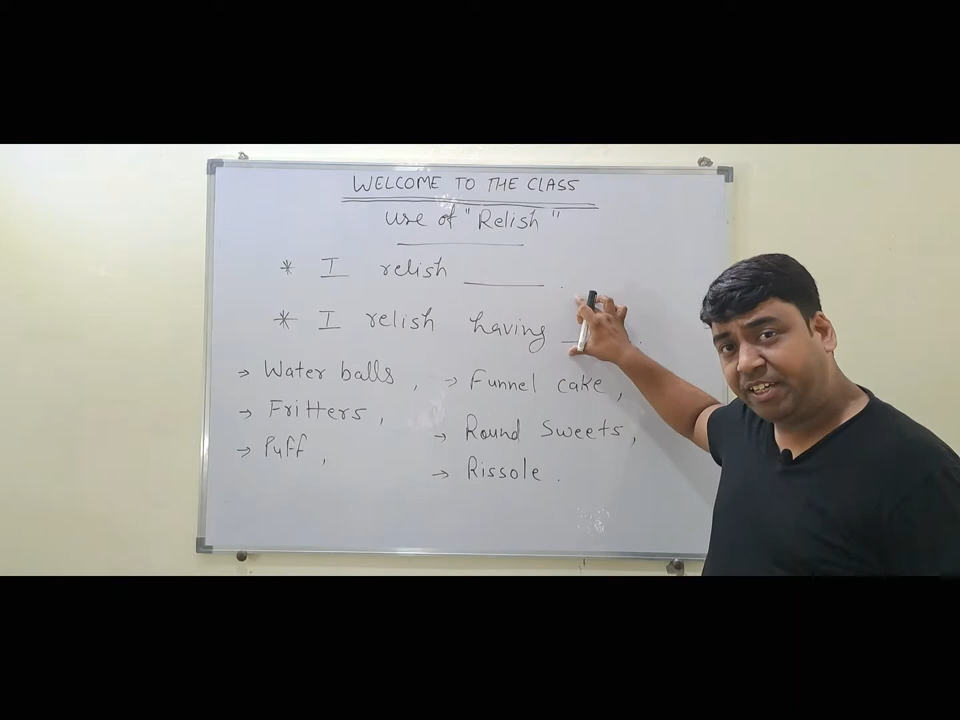 WELCOME TO THE CLASS
Use of "Relish"
* I relish ______ .
* I relish having ______ .
→ Water balls , → Funnel cake ,
→ Fritters , → Round Sweets ,
→ Puff , → Rissole .